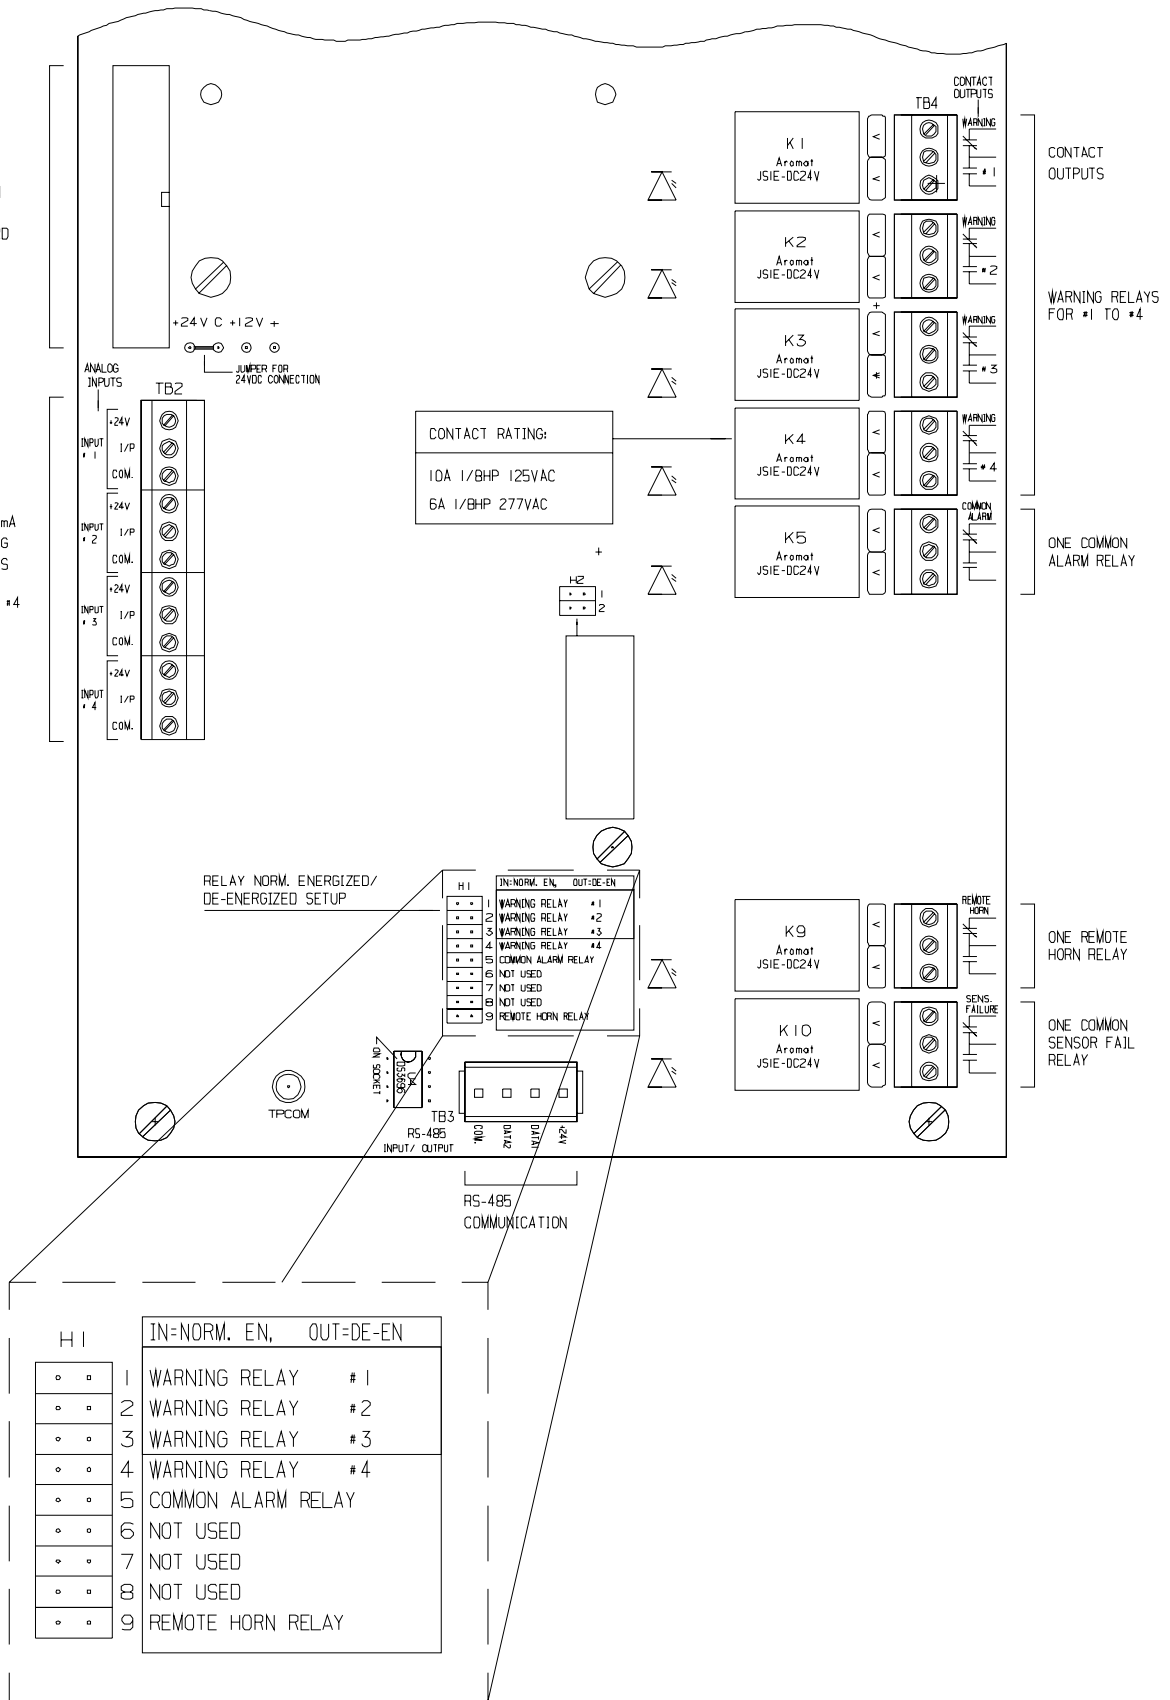 CONTACT
OUTPUTS
TB4
K1
Aromat
JS1E-DC24V
WARNING
#1
CONTACT
OUTPUTS
K2
Aromat
JS1E-DC24V
WARNING
#2
K3
Aromat
JS1E-DC24V
WARNING
#3
WARNING RELAYS
FOR #1 TO #4
K4
Aromat
JS1E-DC24V
WARNING
#4
K5
Aromat
JS1E-DC24V
COMMON
ALARM
ONE COMMON
ALARM RELAY
+24V C +12V +
JUMPER FOR
24VDC CONNECTION
ANALOG
INPUTS
TB2
INPUT
#1
+24V
I/P
COM.
INPUT
#2
+24V
I/P
COM.
INPUT
#3
+24V
I/P
COM.
INPUT
#4
+24V
I/P
COM.
D
mA
G
S
#4
CONTACT RATING:
10A 1/8HP 125VAC
6A 1/8HP 277VAC
H2
1
2
RELAY NORM. ENERGIZED/
DE-ENERGIZED SETUP
H1
IN=NORM. EN, OUT=DE-EN
1 WARNING RELAY #1
2 WARNING RELAY #2
3 WARNING RELAY #3
4 WARNING RELAY #4
5 COMMON ALARM RELAY
6 NOT USED
7 NOT USED
8 NOT USED
9 REMOTE HORN RELAY
K9
Aromat
JS1E-DC24V
REMOTE
HORN
ONE REMOTE
HORN RELAY
K10
Aromat
JS1E-DC24V
SENS.
FAILURE
ONE COMMON
SENSOR FAIL
RELAY
TPCOM
ON SOCKET
DS3696
U4
TB3
RS-485
INPUT/ OUTPUT
COM.
DATA2
DATA1
+24V
RS-485
COMMUNICATION
H1
IN=NORM. EN, OUT=DE-EN
1 WARNING RELAY #1
2 WARNING RELAY #2
3 WARNING RELAY #3
4 WARNING RELAY #4
5 COMMON ALARM RELAY
6 NOT USED
7 NOT USED
8 NOT USED
9 REMOTE HORN RELAY